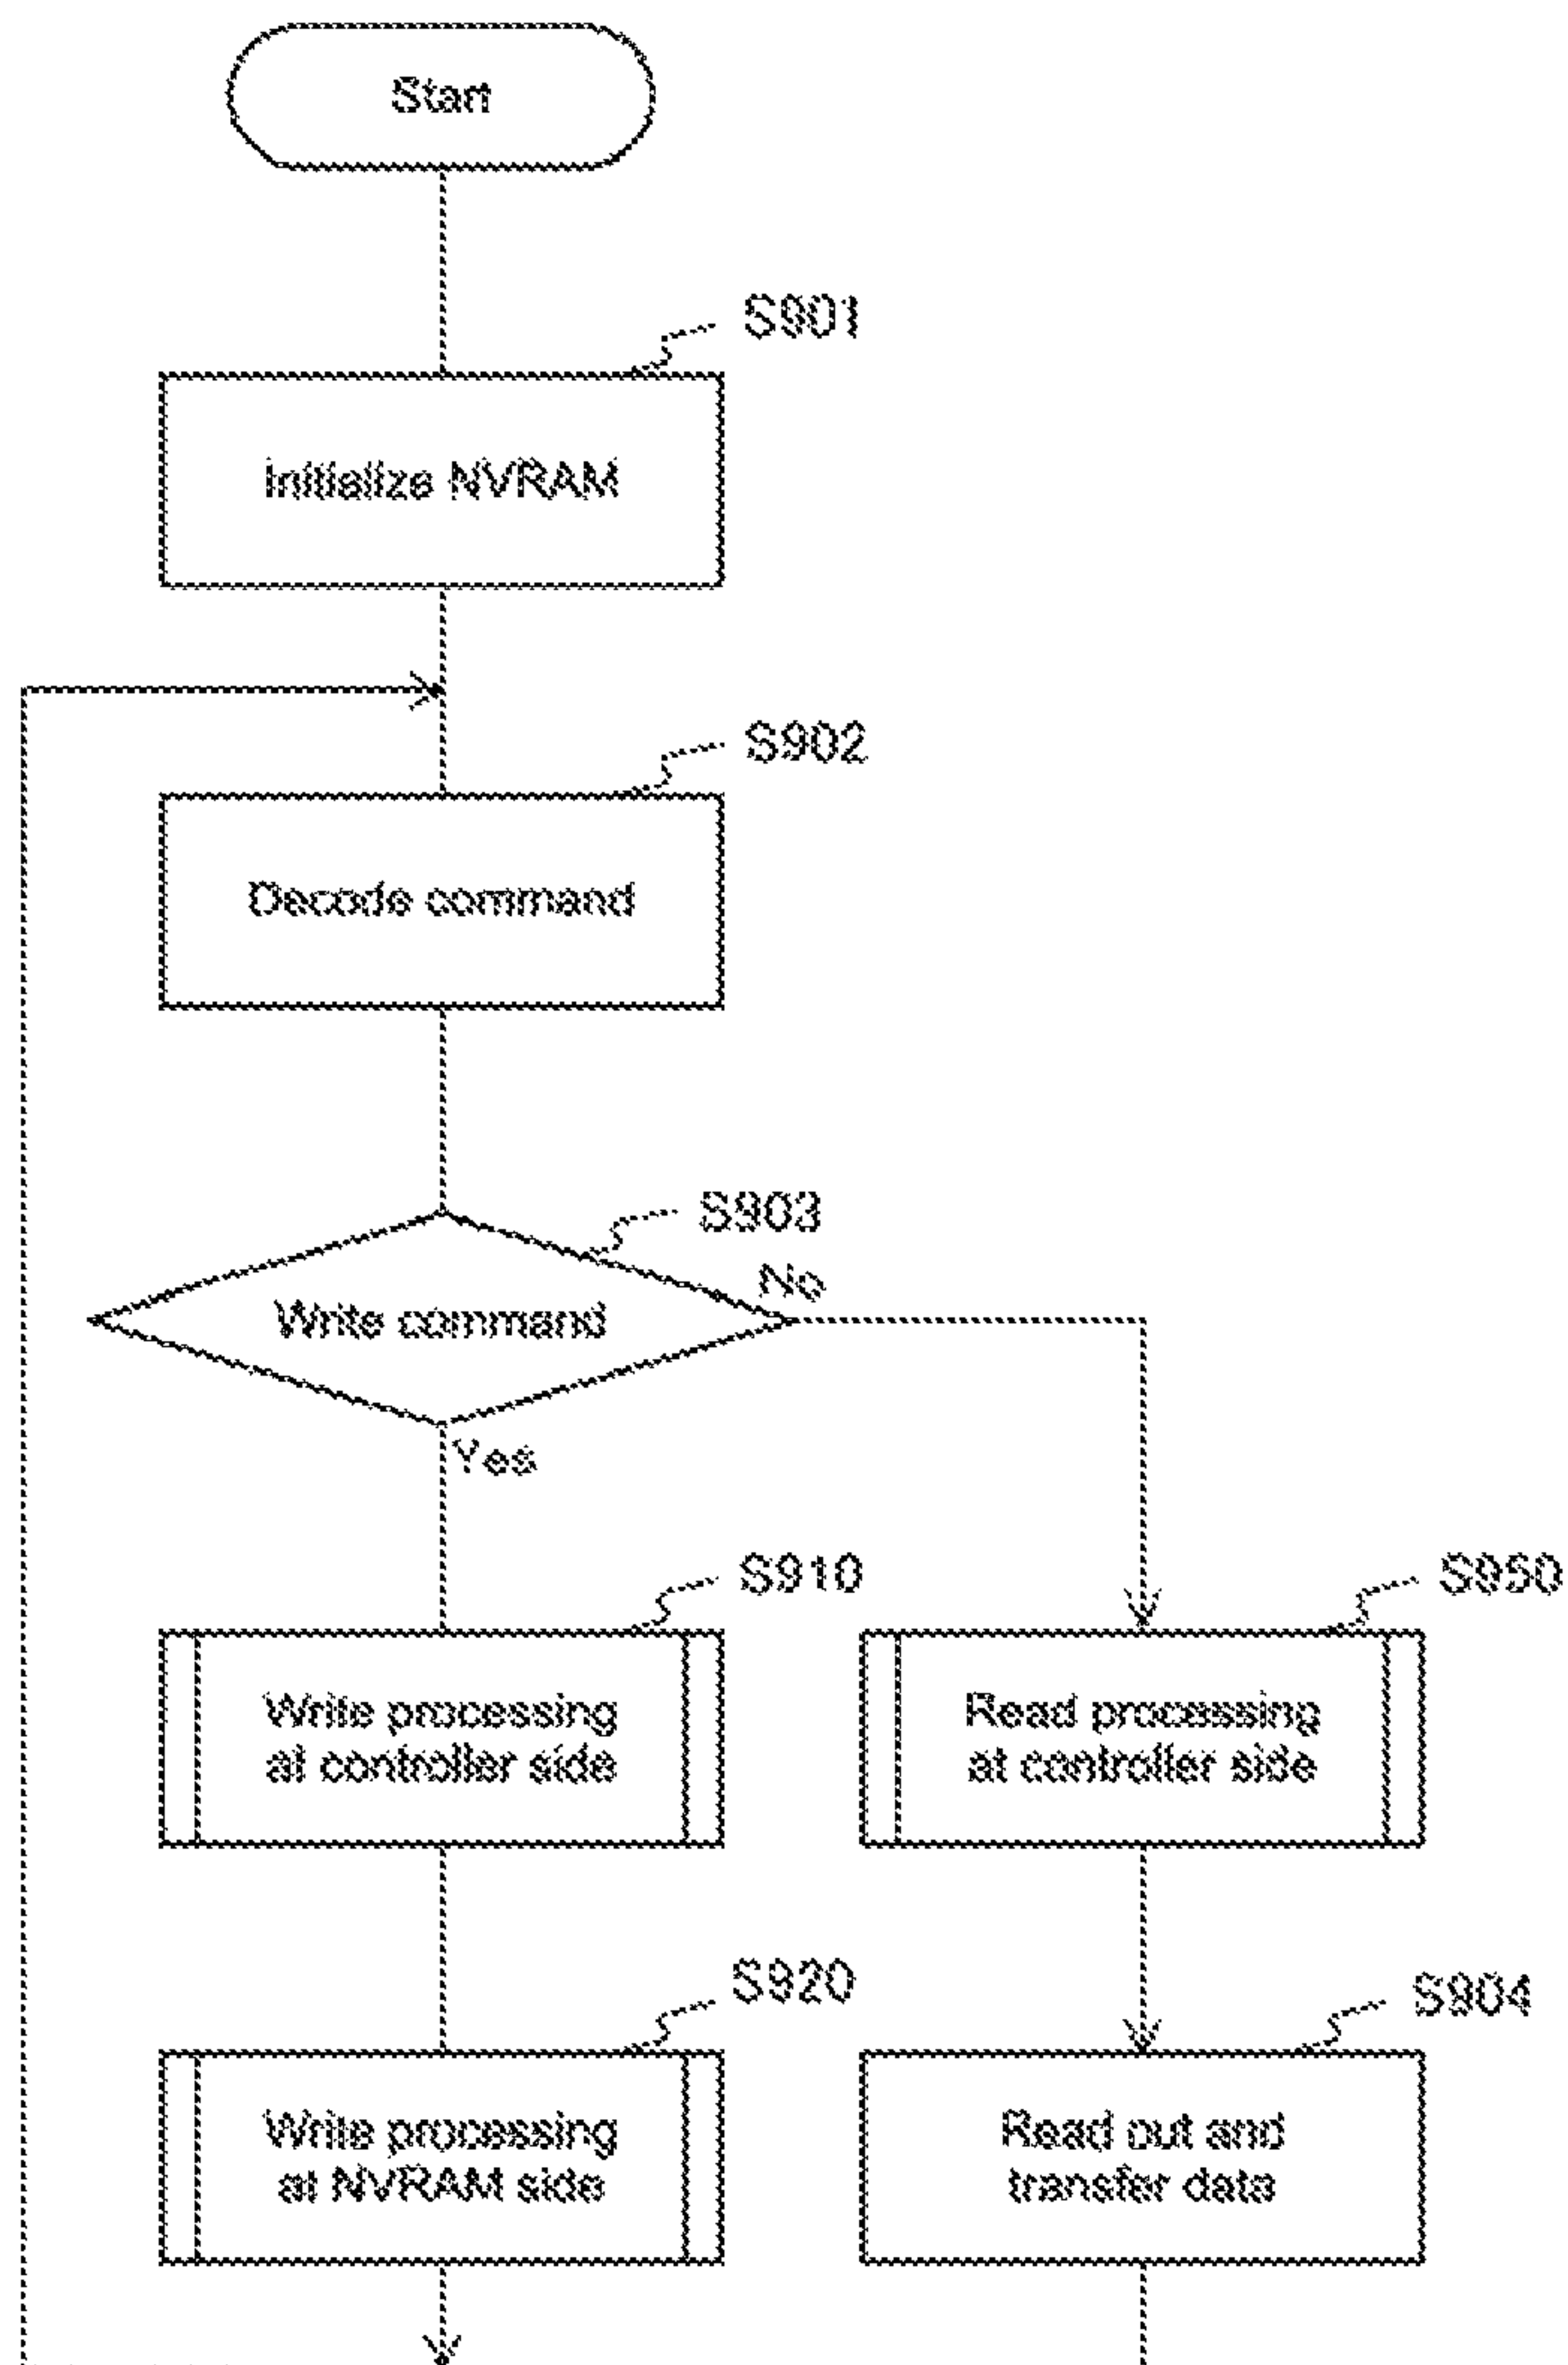 Start
S901
Initialize NVRAM
S902
Decode command
S903
Write command
No
Yes
S910
Write processing
at controller side
S950
Read processing
at controller side
S920
Write processing
at NVRAM side
S904
Read out and
transfer data